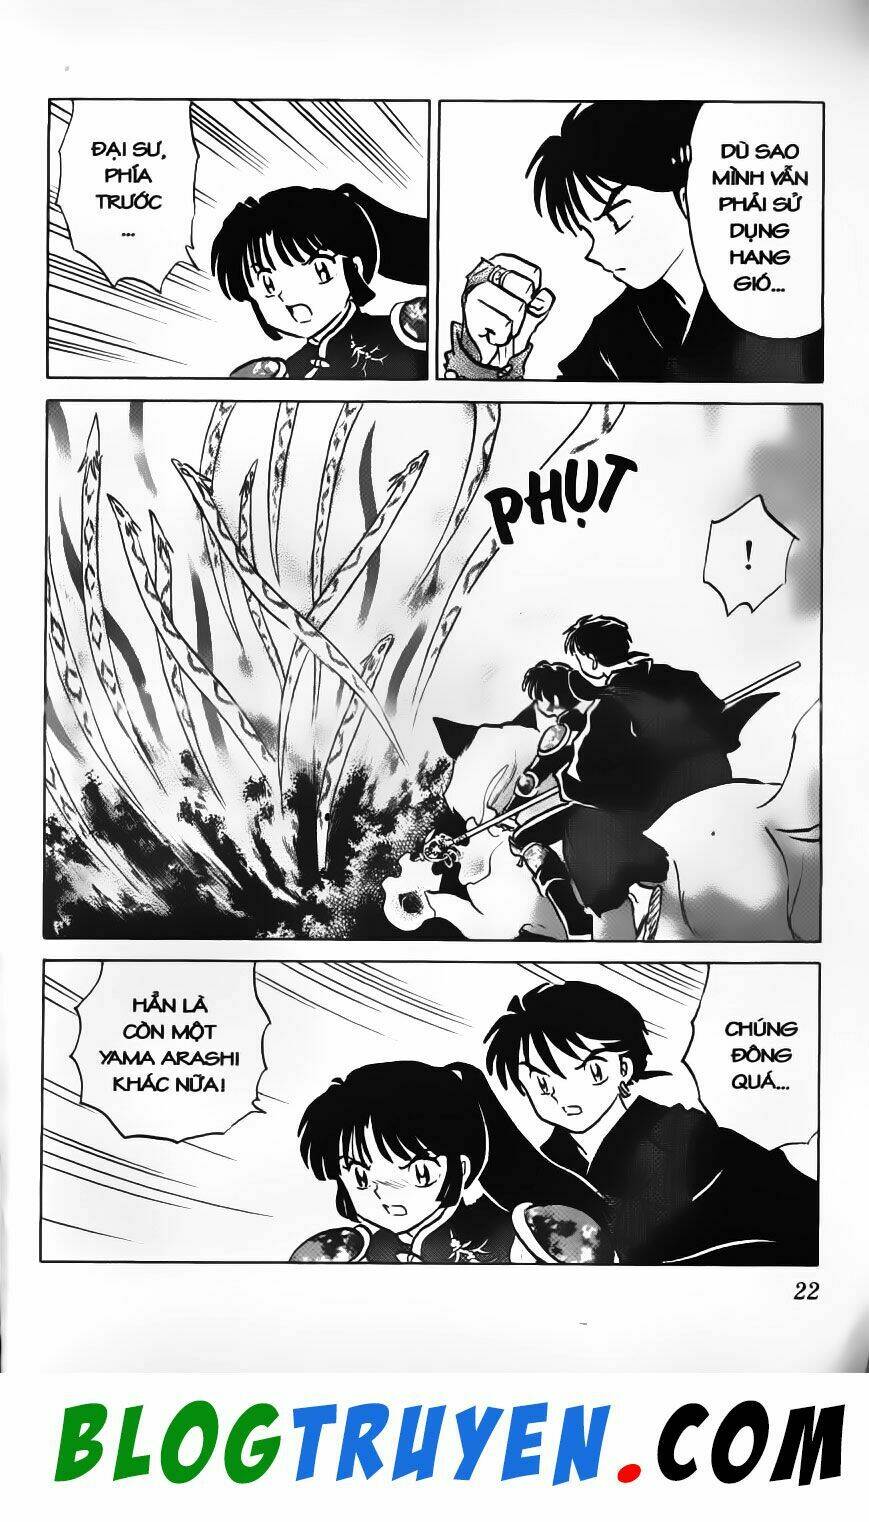 DÙ SAO
MÌNH VẪN
PHẢI SỬ
DỤNG
HANG
GIÓ...
ĐẠI SƯ,
PHÍA
TRƯỚC
...
PHỤT
!
CHÚNG
ĐÔNG
QUÁ...
HẲN LÀ
CÒN MỘT
YAMA ARASHI
KHÁC NỮA!
22
BLOGTRUYEN.COM